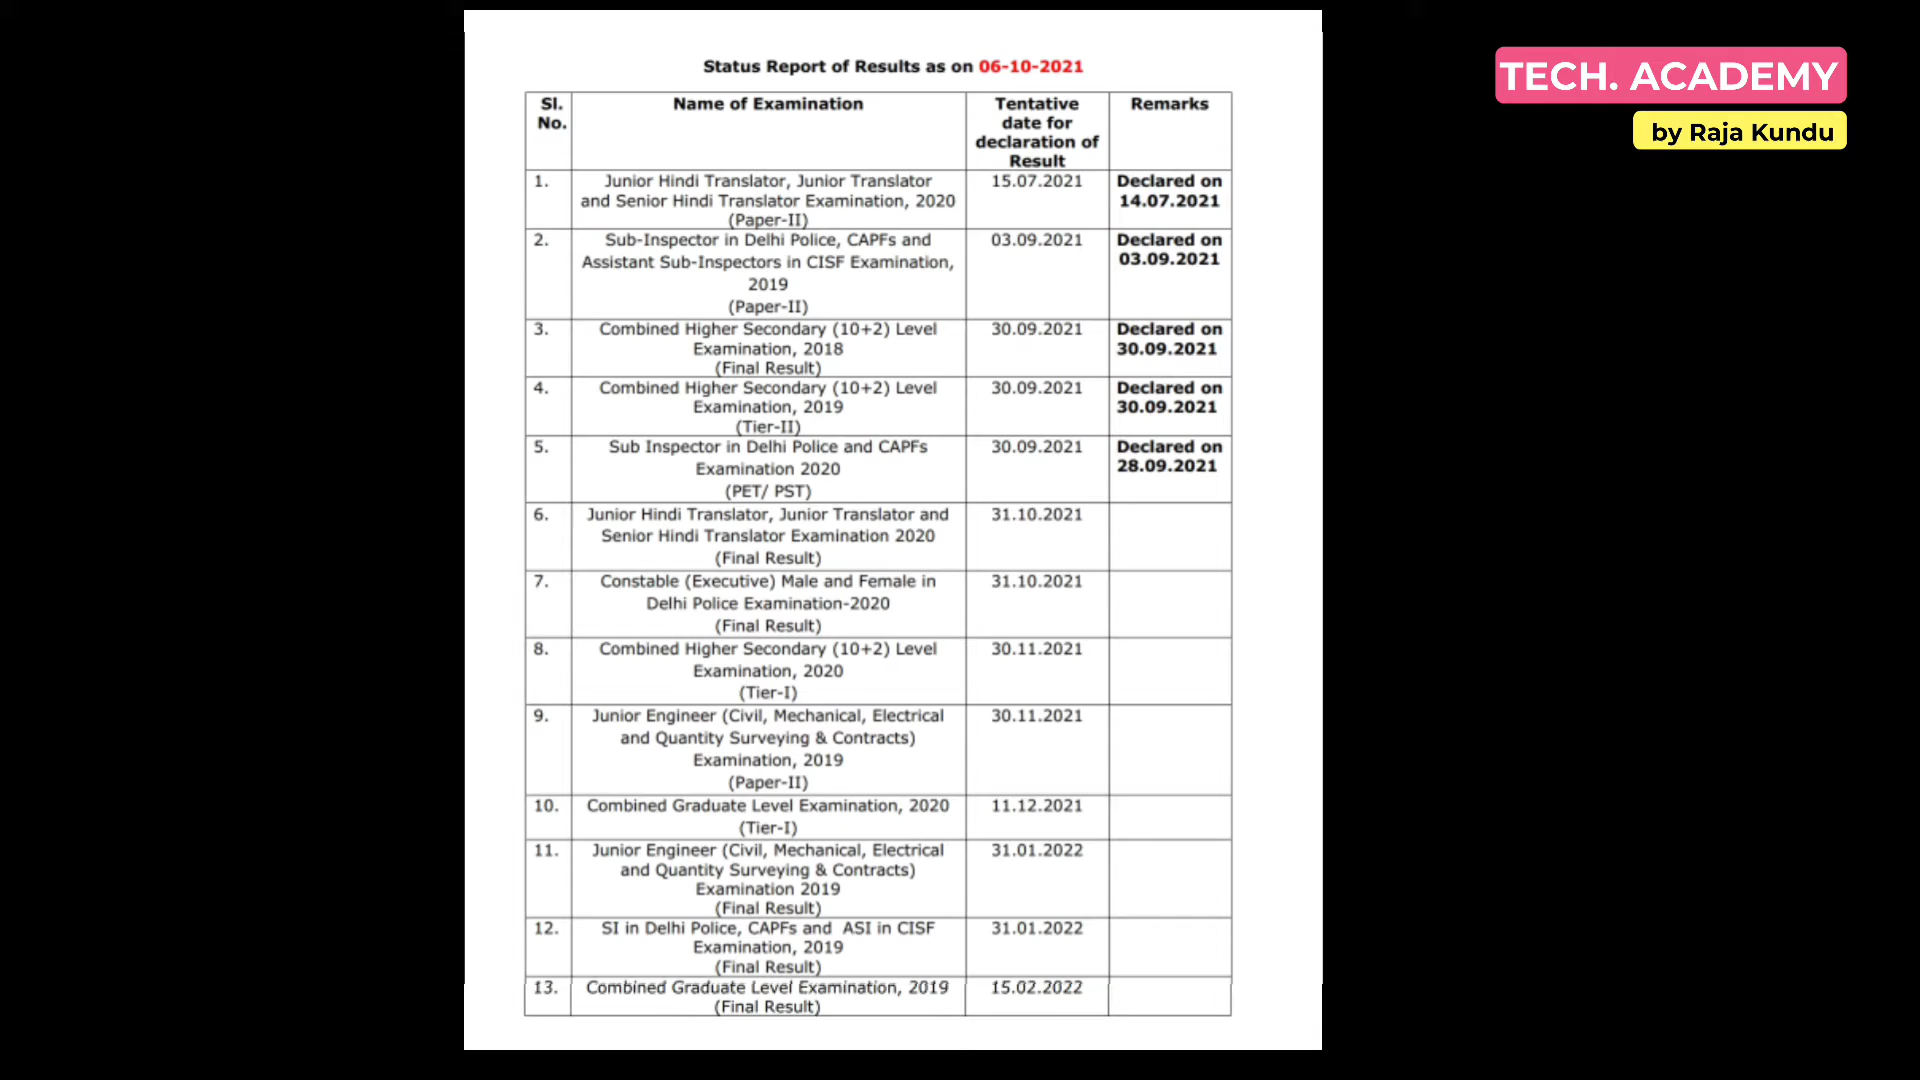 Status Report of Results as on 06-10-2021
TECH. ACADEMY
by Raja Kundu
Sl. No. Name of Examination Tentative date for declaration of Result Remarks
1. Junior Hindi Translator, Junior Translator 15.07.2021 Declared on
and Senior Hindi Translator Examination, 2020 14.07.2021
(Paper-II)
2. Sub-Inspector in Delhi Police, CAPFs and 03.09.2021 Declared on
Assistant Sub-Inspectors in CISF Examination, 03.09.2021
2019
(Paper-II)
3. Combined Higher Secondary (10+2) Level 30.09.2021 Declared on
Examination, 2018 30.09.2021
(Final Result)
4. Combined Higher Secondary (10+2) Level 30.09.2021 Declared on
Examination, 2019 30.09.2021
(Tier-II)
5. Sub Inspector in Delhi Police and CAPFs 30.09.2021 Declared on
Examination 2020 28.09.2021
(PET/ PST)
6. Junior Hindi Translator, Junior Translator and 31.10.2021
Senior Hindi Translator Examination 2020
(Final Result)
7. Constable (Executive) Male and Female in 31.10.2021
Delhi Police Examination-2020
(Final Result)
8. Combined Higher Secondary (10+2) Level 30.11.2021
Examination, 2020
(Tier-I)
9. Junior Engineer (Civil, Mechanical, Electrical 30.11.2021
and Quantity Surveying & Contracts)
Examination, 2019
(Paper-II)
10. Combined Graduate Level Examination, 2020 11.12.2021
(Tier-I)
11. Junior Engineer (Civil, Mechanical, Electrical 31.01.2022
and Quantity Surveying & Contracts)
Examination 2019
(Final Result)
12. SI in Delhi Police, CAPFs and ASI in CISF 31.01.2022
Examination, 2019
(Final Result)
13. Combined Graduate Level Examination, 2019 15.02.2022
(Final Result)